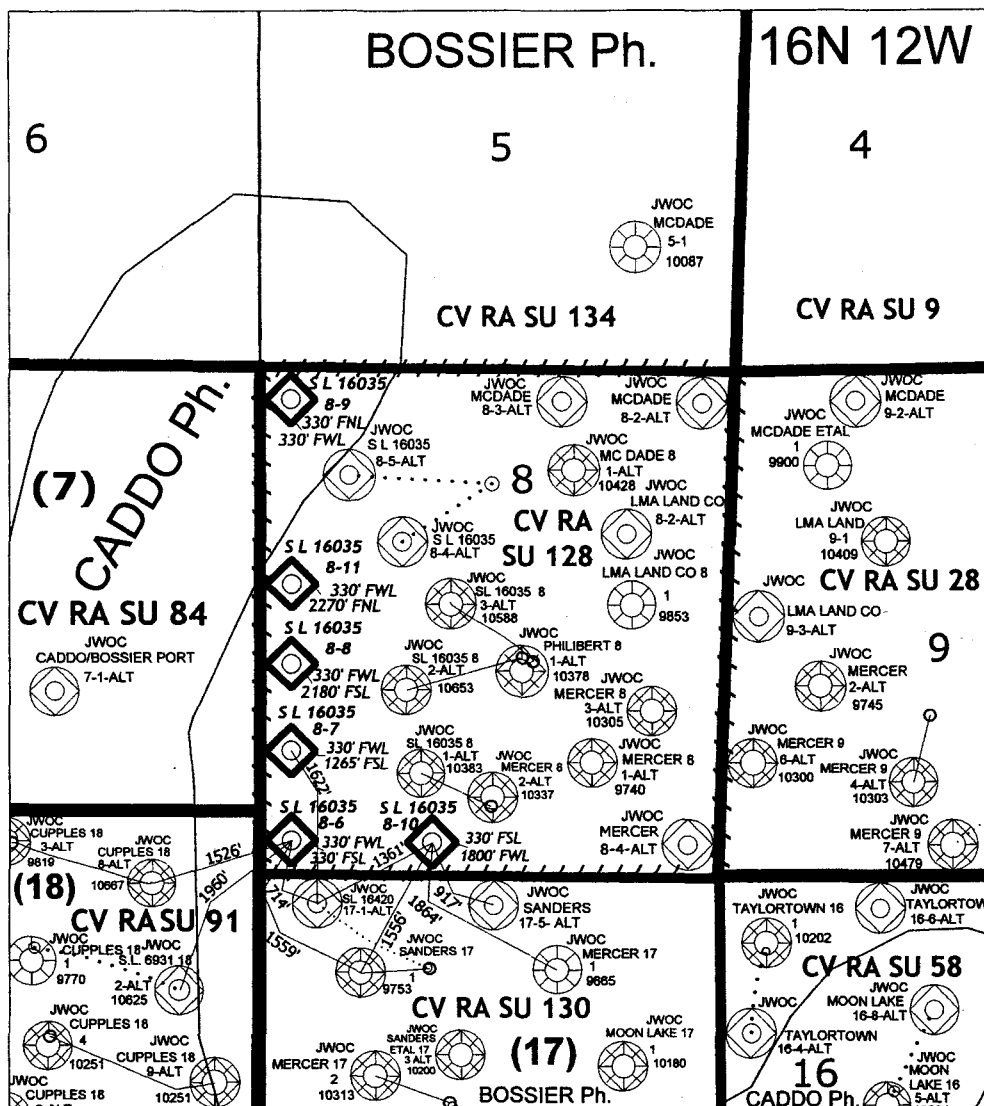 BOSSIER Ph.
16N 12W
6
5
4
JWOC
MCDADE
5-1
10087
CV RA SU 134
CV RA SU 9
CADDO Ph.
(7)
CV RA SU 84
JWOC
CADDO/BOSSIER PORT
7-1-ALT
S L 16035
8-9
330' FNL
330' FWL
JWOC
S L 16035
8-5-ALT
JWOC
MCDADE
8-3-ALT
JWOC
MCDADE
8-2-ALT
8
JWOC
MC DADE 8
1-ALT
10428
CV RA
SU 128
JWOC
LMA LAND CO
8-2-ALT
JWOC
S L 16035
8-4-ALT
S L 16035
8-11
330' FWL
2270' FNL
JWOC
SL 16035 8
3-ALT
10588
JWOC
LMA LAND CO 8
1
9853
S L 16035
8-8
330' FWL
2180' FSL
JWOC
SL 16035 8
2-ALT
10653
JWOC
PHILIBERT 8
1-ALT
10378
JWOC
MERCER 8
3-ALT
10305
S L 16035
8-7
330' FWL
1265' FSL
1622'
JWOC
SL 16035 8
1-ALT
10383
JWOC
MERCER 8
2-ALT
10337
JWOC
MERCER 8
1-ALT
9740
S L 16035
8-6
330' FWL
330' FSL
S L 16035
8-10
330' FSL
1800' FWL
1361'
JWOC
MERCER
8-4-ALT
JWOC
MCDADE
9-2-ALT
JWOC
MCDADE ETAL
1
9900
JWOC
LMA LAND
9-1
10409
CV RA SU 28
JWOC
LMA LAND CO
9-3-ALT
9
JWOC
MERCER
2-ALT
9745
JWOC
MERCER 9
6-ALT
10300
JWOC
MERCER 9
4-ALT
10303
JWOC
MERCER 9
7-ALT
10479
JWOC
CUPPLES 18
3-ALT
9819
JWOC
CUPPLES 18
8-ALT
10667
1526'
1960'
(18)
CV RA SU 91
JWOC
CUPPLES 18
1
9770
JWOC
S.L. 6931 18
2-ALT
10625
JWOC
CUPPLES 18
4
10251
JWOC
CUPPLES 18
9-ALT
10251
JWOC
CUPPLES 18
714'
1559'
JWOC
SL 16420
17-1-ALT
1556'
1864'
917'
JWOC
SANDERS
17-5- ALT
JWOC
SANDERS 17
1
9753
JWOC
MERCER 17
1
9665
CV RA SU 130
JWOC
SANDERS
ETAL 17
3 ALT
10200
(17)
BOSSIER Ph.
JWOC
MERCER 17
2
10313
JWOC
MOON LAKE 17
1
10180
JWOC
TAYLORTOWN 16
1
10202
JWOC
TAYLORTOW
16-6-ALT
CV RA SU 58
JWOC
MOON LAKE
16-8-ALT
JWOC
TAYLORTOWN
16-4-ALT
16
CADDO Ph.
JWOC
MOON
LAKE 16
5-ALT